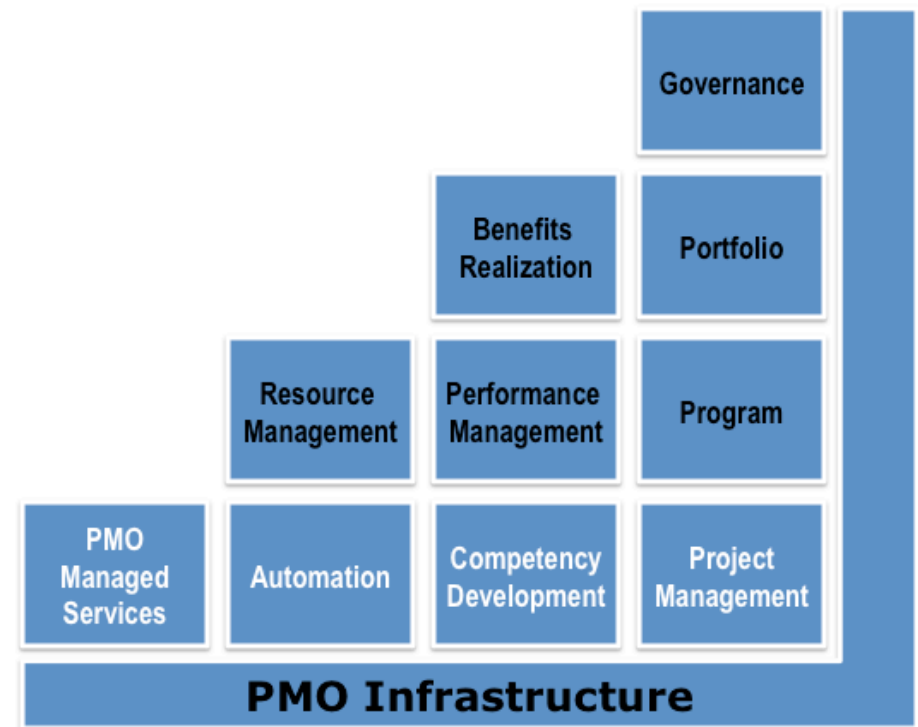 Governance
Benefits
Realization
Portfolio
Resource
Management
Performance
Management
Program
PMO
Managed
Services
Automation
Competency
Development
Project
Management
PMO Infrastructure